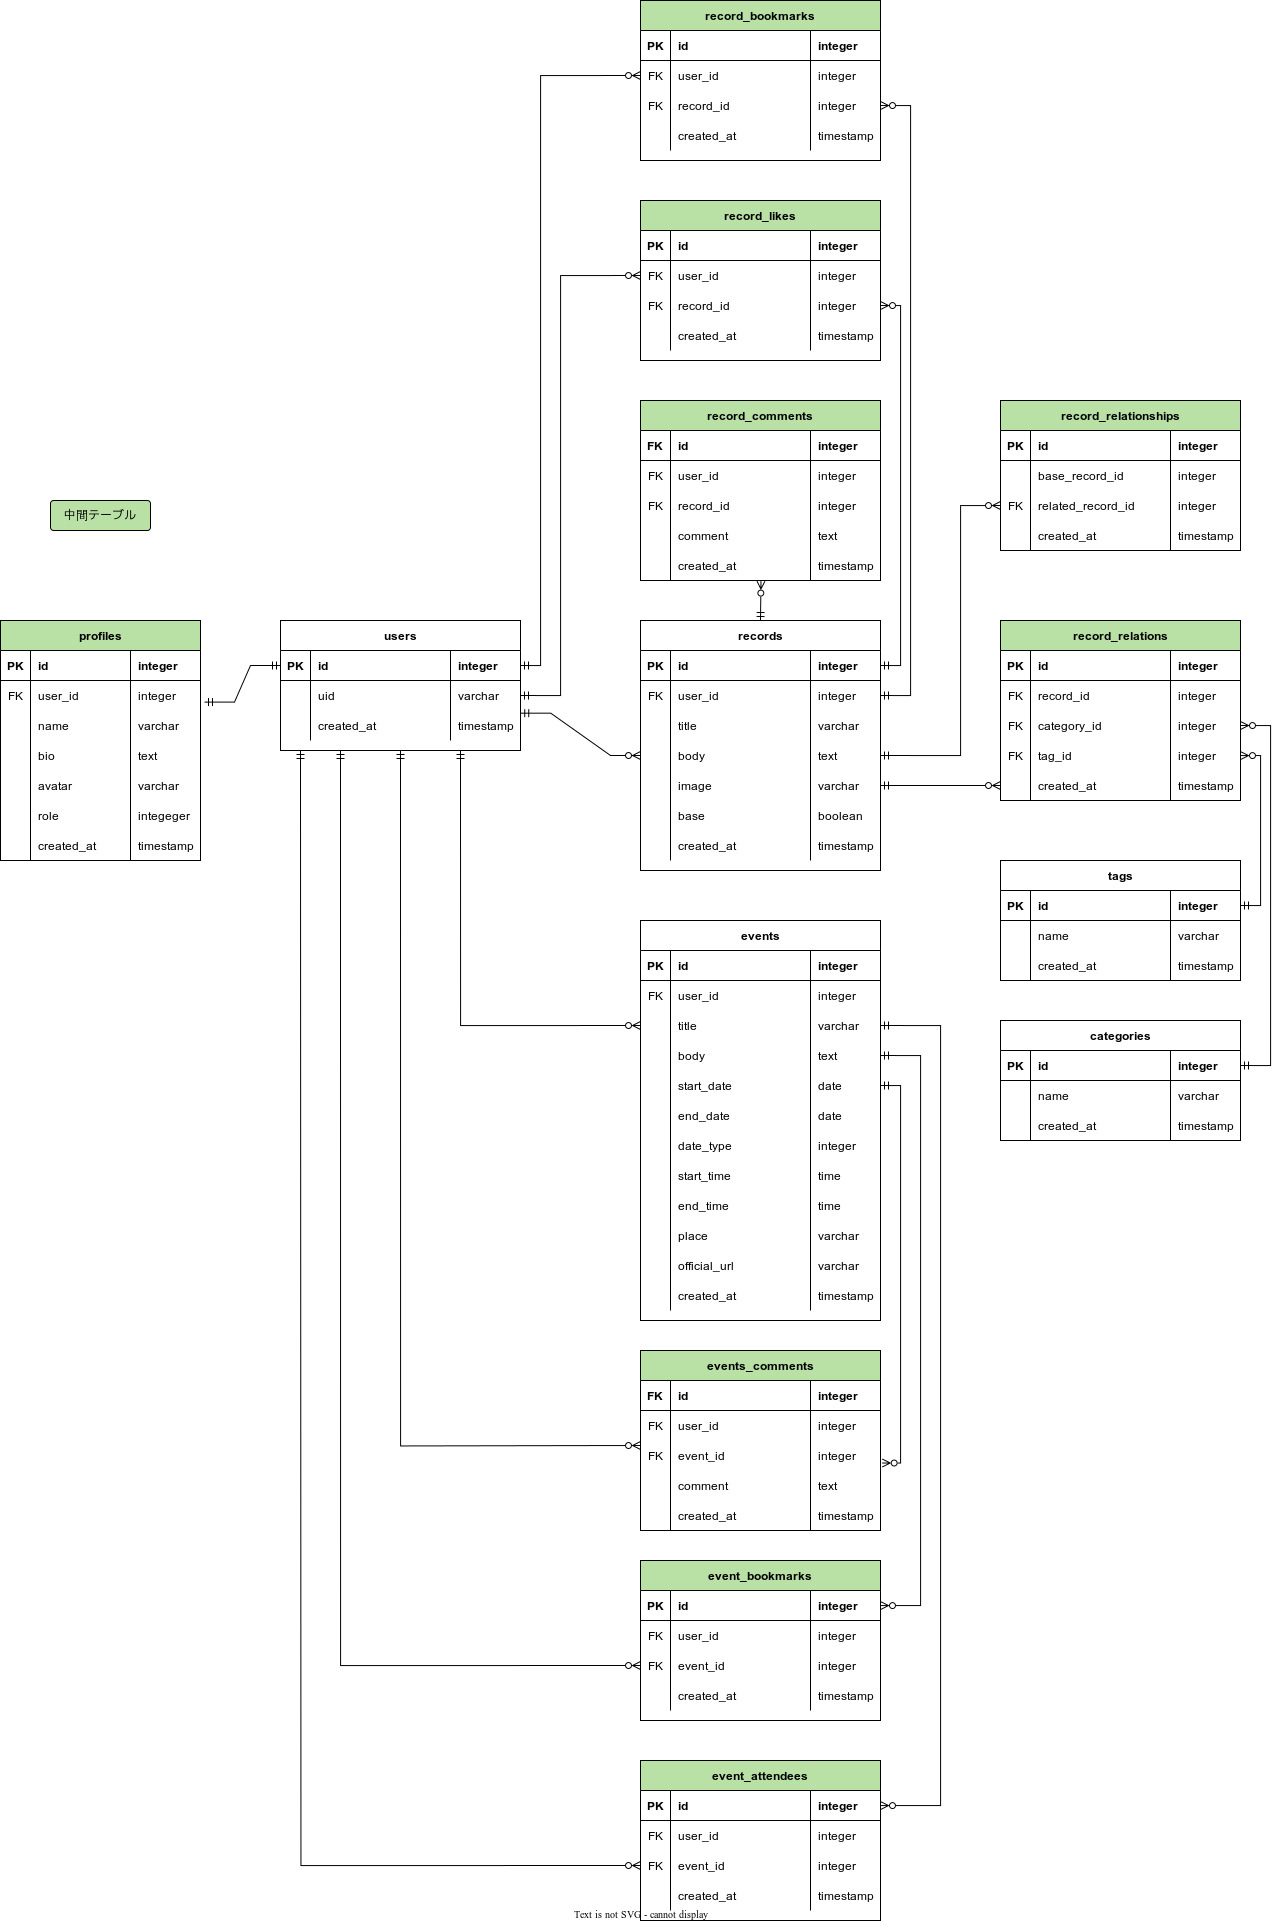 record_bookmarks
PK id integer
FK user_id integer
FK record_id integer
created_at timestamp
record_likes
PK id integer
FK user_id integer
FK record_id integer
created_at timestamp
record_comments
FK id integer
FK user_id integer
FK record_id integer
comment text
created_at timestamp
record_relationships
PK id integer
base_record_id integer
FK related_record_id integer
created_at timestamp
中間テーブル
profiles
PK id integer
FK user_id integer
name varchar
bio text
avatar varchar
role integeger
created_at timestamp
users
PK id integer
uid varchar
created_at timestamp
records
PK id integer
FK user_id integer
title varchar
body text
image varchar
base boolean
created_at timestamp
record_relations
PK id integer
FK record_id integer
FK category_id integer
FK tag_id integer
created_at timestamp
tags
PK id integer
name varchar
created_at timestamp
categories
PK id integer
name varchar
created_at timestamp
events
PK id integer
FK user_id integer
title varchar
body text
start_date date
end_date date
date_type integer
start_time time
end_time time
place varchar
official_url varchar
created_at timestamp
events_comments
FK id integer
FK user_id integer
FK event_id integer
comment text
created_at timestamp
event_bookmarks
PK id integer
FK user_id integer
FK event_id integer
created_at timestamp
event_attendees
PK id integer
FK user_id integer
FK event_id integer
created_at timestamp
Text is not SVG - cannot display